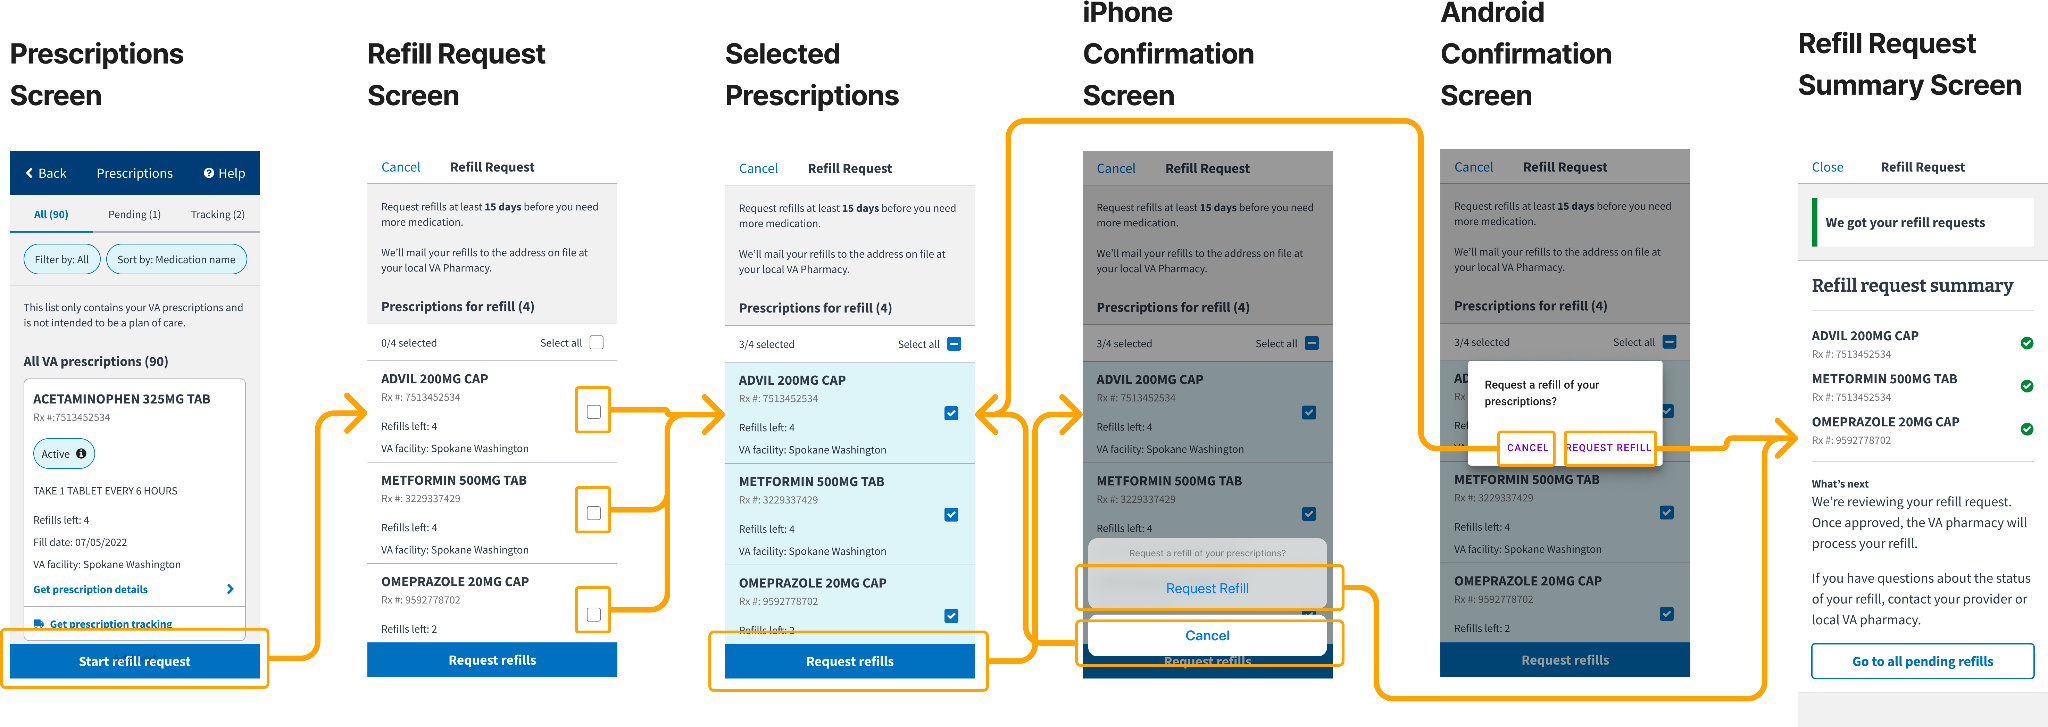 Prescriptions
Screen
Back
Prescriptions
Help
All (90)
Pending (1)
Tracking (2)
Filter by: All
Sort by: Medication name
This list only contains your VA prescriptions and
is not intended to be a plan of care.
All VA prescriptions (90)
ACETAMINOPHEN 325MG TAB
Rx #:7513452534
Active
TAKE 1 TABLET EVERY 6 HOURS
Refills left: 4
Fill date: 07/05/2022
VA facility: Spokane Washington
Get prescription details
Get prescription tracking
Start refill request
Refill Request
Screen
Cancel
Refill Request
Request refills at least 15 days before you need
more medication.
We'll mail your refills to the address on file at
your local VA Pharmacy.
Prescriptions for refill (4)
0/4 selected
Select all
ADVIL 200MG CAP
Rx #: 7513452534
Refills left: 4
VA facility: Spokane Washington
METFORMIN 500MG TAB
Rx #: 3229337429
Refills left: 4
VA facility: Spokane Washington
OMEPRAZOLE 20MG CAP
Rx #: 9592778702
Refills left: 2
Request refills
Selected
Prescriptions
Cancel
Refill Request
Request refills at least 15 days before you need
more medication.
We'll mail your refills to the address on file at
your local VA Pharmacy.
Prescriptions for refill (4)
3/4 selected
Select all
ADVIL 200MG CAP
Rx #: 7513452534
Refills left: 4
VA facility: Spokane Washington
METFORMIN 500MG TAB
Rx #: 3229337429
Refills left: 4
VA facility: Spokane Washington
OMEPRAZOLE 20MG CAP
Rx #: 9592778702
Refills left: 2
Request refills
iPhone
Confirmation
Screen
Cancel
Refill Request
Request refills at least 15 days before you need
more medication.
We'll mail your refills to the address on file at
your local VA Pharmacy.
Prescriptions for refill (4)
3/4 selected
Select all
ADVIL 200MG CAP
Rx #: 7513452534
Refills left: 4
VA facility: Spokane Washington
METFORMIN 500MG TAB
Rx #: 3229337429
Refills left: 4
Request a refill of your prescriptions?
Request Refill
Cancel
Request refills
Android
Confirmation
Screen
Cancel
Refill Request
Request refills at least 15 days before you need
more medication.
We'll mail your refills to the address on file at
your local VA Pharmacy.
Prescriptions for refill (4)
3/4 selected
Select all
Request a refill of your
prescriptions?
CANCEL
REQUEST REFILL
METFORMIN 500MG TAB
Rx #: 3229337429
Refills left: 4
VA facility: Spokane Washington
OMEPRAZOLE 20MG CAP
Rx #: 9592778702
Refills left: 2
Request refills
Refill Request
Summary Screen
Close
Refill Request
We got your refill requests
Refill request summary
ADVIL 200MG CAP
Rx #: 7513452534
METFORMIN 500MG TAB
Rx #: 7513452534
OMEPRAZOLE 20MG CAP
Rx #: 9592778702
What's next
We're reviewing your refill request.
Once approved, the VA pharmacy will
process your refill.
If you have questions about the status
of your refill, contact your provider or
local VA pharmacy.
Go to all pending refills